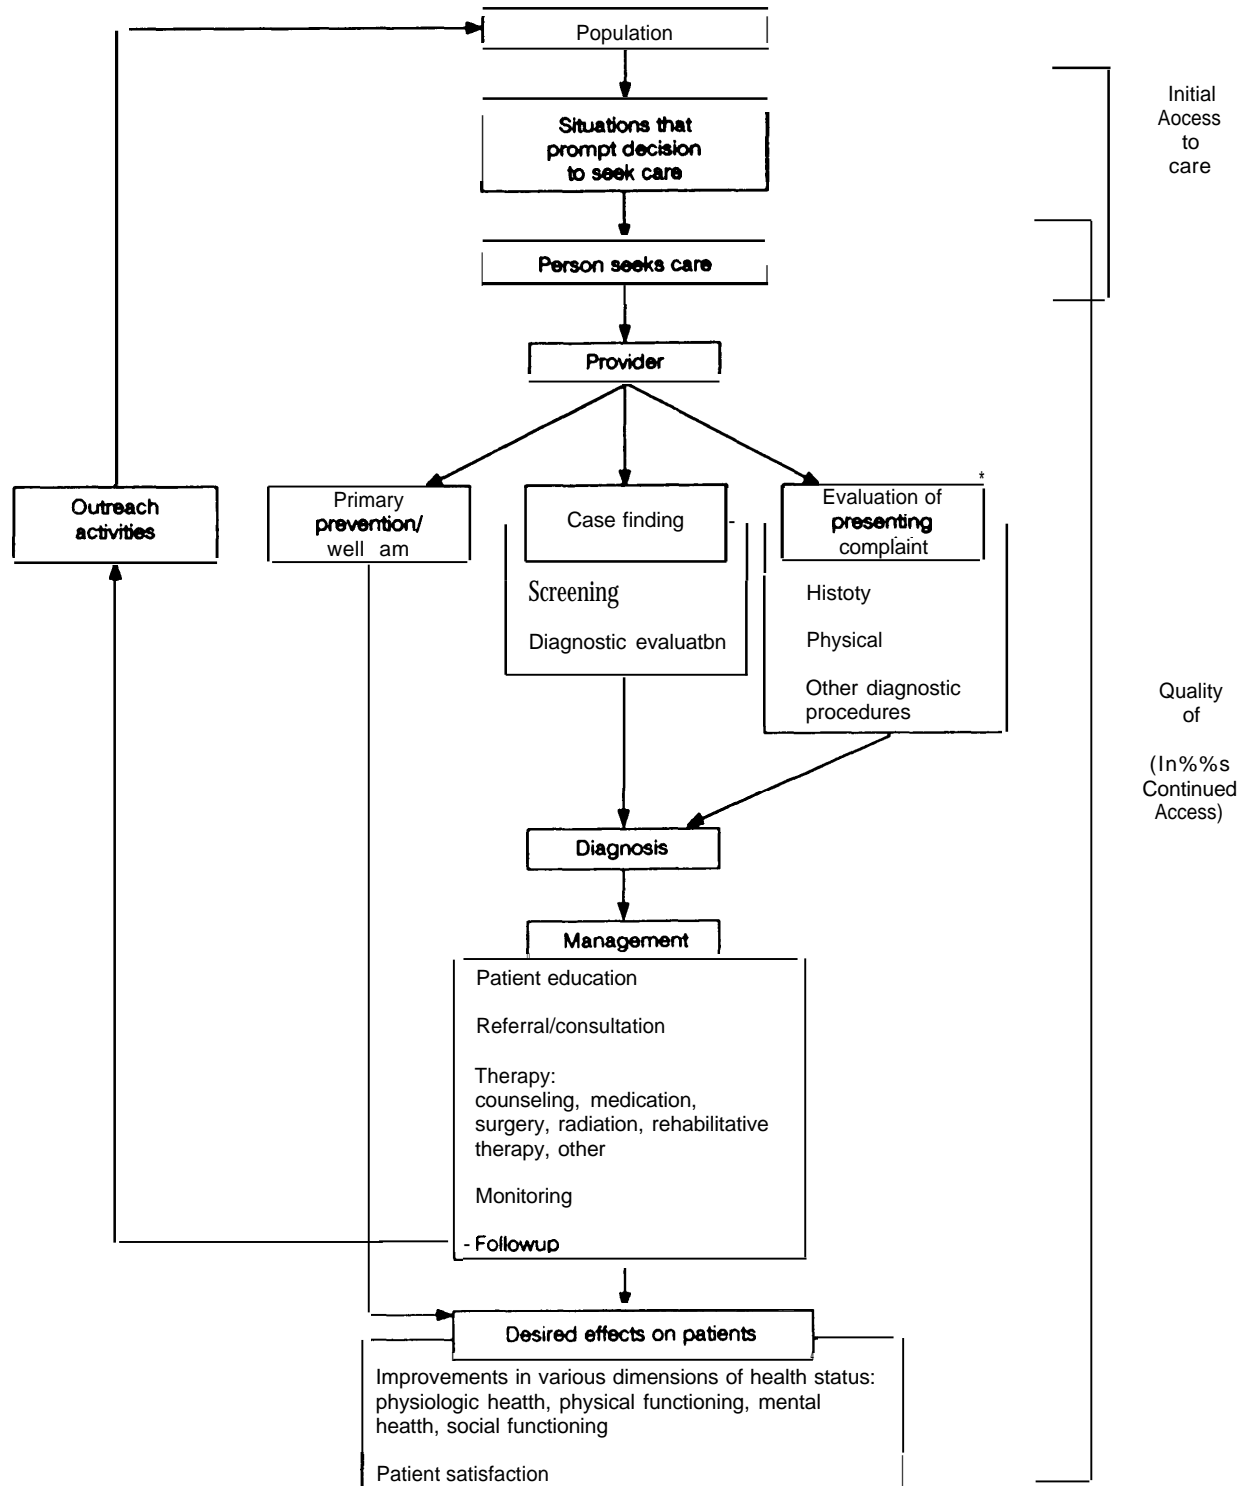 Population
Initial
Aocess
to
care
Situations that
prompt decision
to seek care
Person seeks care
Provider
Outreach
activities
Primary
prevention/
well am
Case finding
Screening
Diagnostic evaluatbn
*
Evaluation of
presenting
complaint
Histoty
Physical
Other diagnostic
procedures
Quality
of
(In%%s
Continued
Access)
Diagnosis
Management
Patient education
Referral/consultation
Therapy:
counseling, medication,
surgery, radiation, rehabilitative
therapy, other
Monitoring
- Followup
Desired effects on patients
Improvements in various dimensions of health status:
physiologic heatth, physical functioning, mental
heatth, social functioning
Patient satisfaction